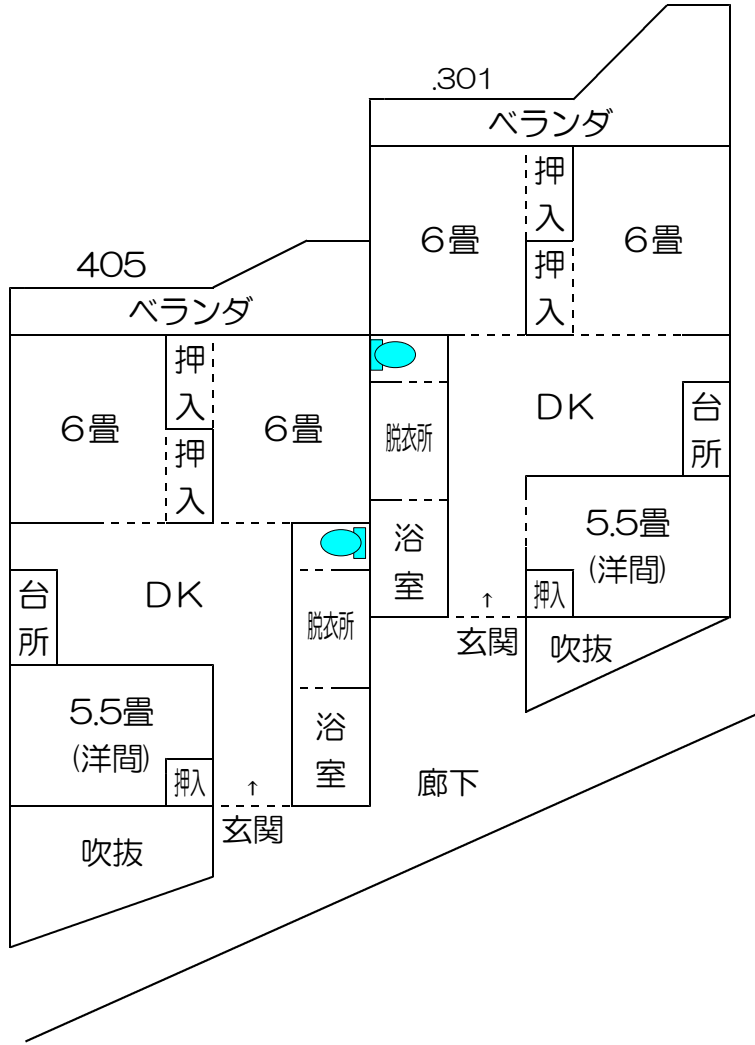 .301
ベランダ
6畳
押入
押入
6畳
DK
台所
脱衣所
浴室
5.5畳
(洋間)
押入
↑
玄関
吹抜
405
ベランダ
6畳
押入
押入
6畳
DK
台所
脱衣所
浴室
5.5畳
(洋間)
押入
↑
玄関
吹抜
廊下